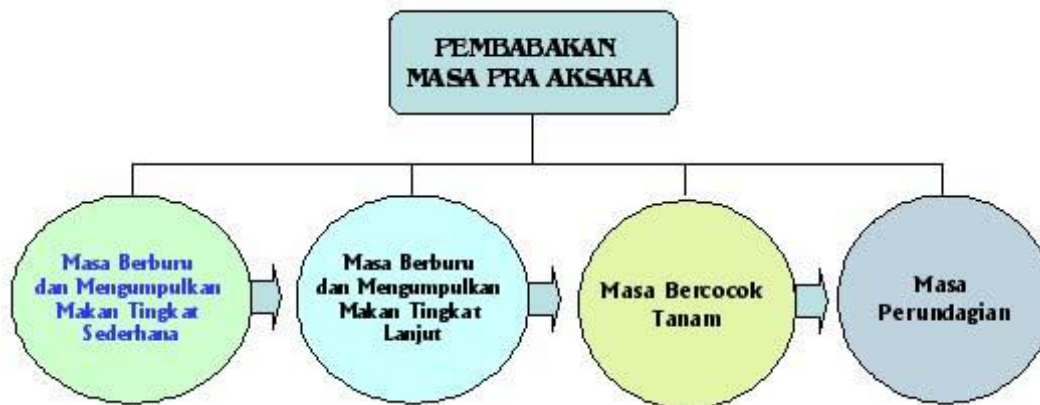 PEMBABAKAN
MASA PRA AKSARA
Masa Berburu
dan Mengumpulkan
Makan Tingkat
Sederhana
Masa Berburu
dan Mengumpulkan
Makan Tingkat
Lanjut
Masa Bercocok
Tanam
Masa
Perundagian